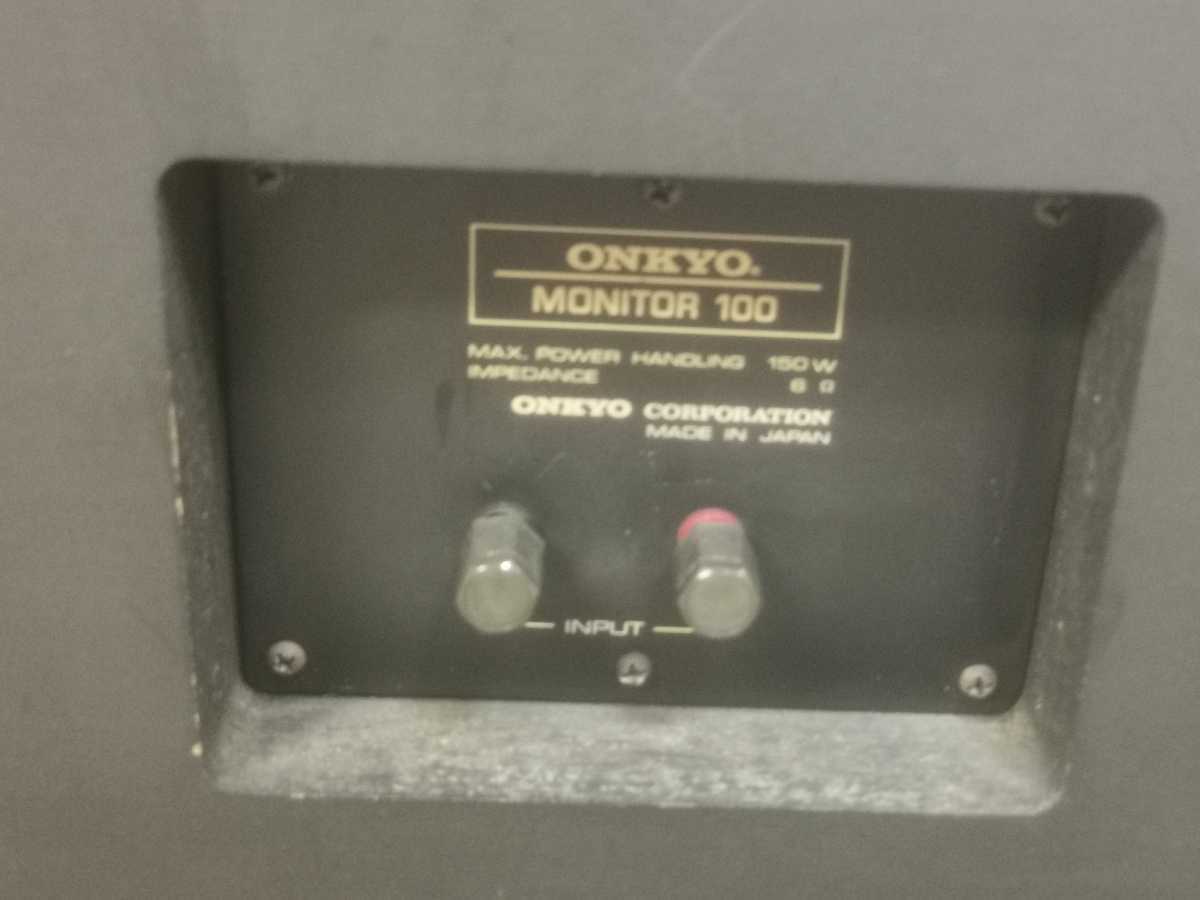 ONKYO®
MONITOR 100
MAX. POWER HANDLING 150 W
IMPEDANCE 6 Ω
ONKYO CORPORATION
MADE IN JAPAN
INPUT